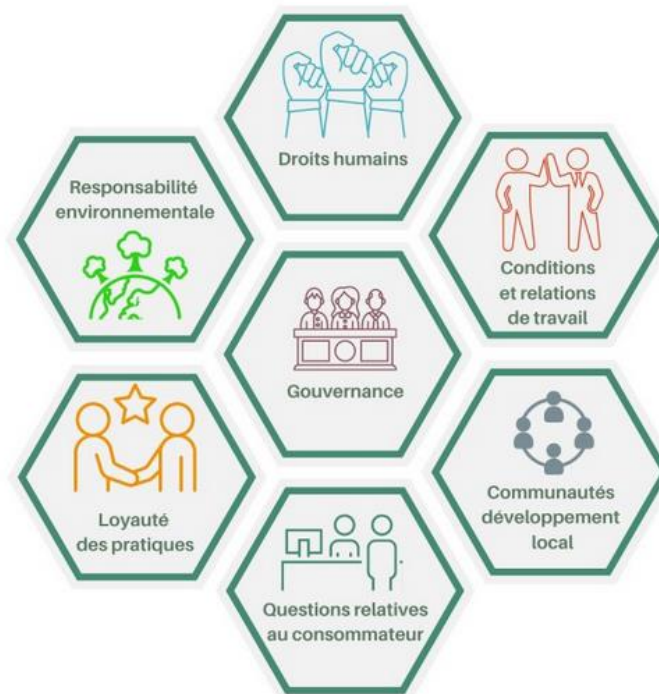 Droits humains
Responsabilité
environnementale
Conditions
et relations
de travail
Gouvernance
Loyauté
des pratiques
Communautés
développement
local
Questions relatives
au consommateur